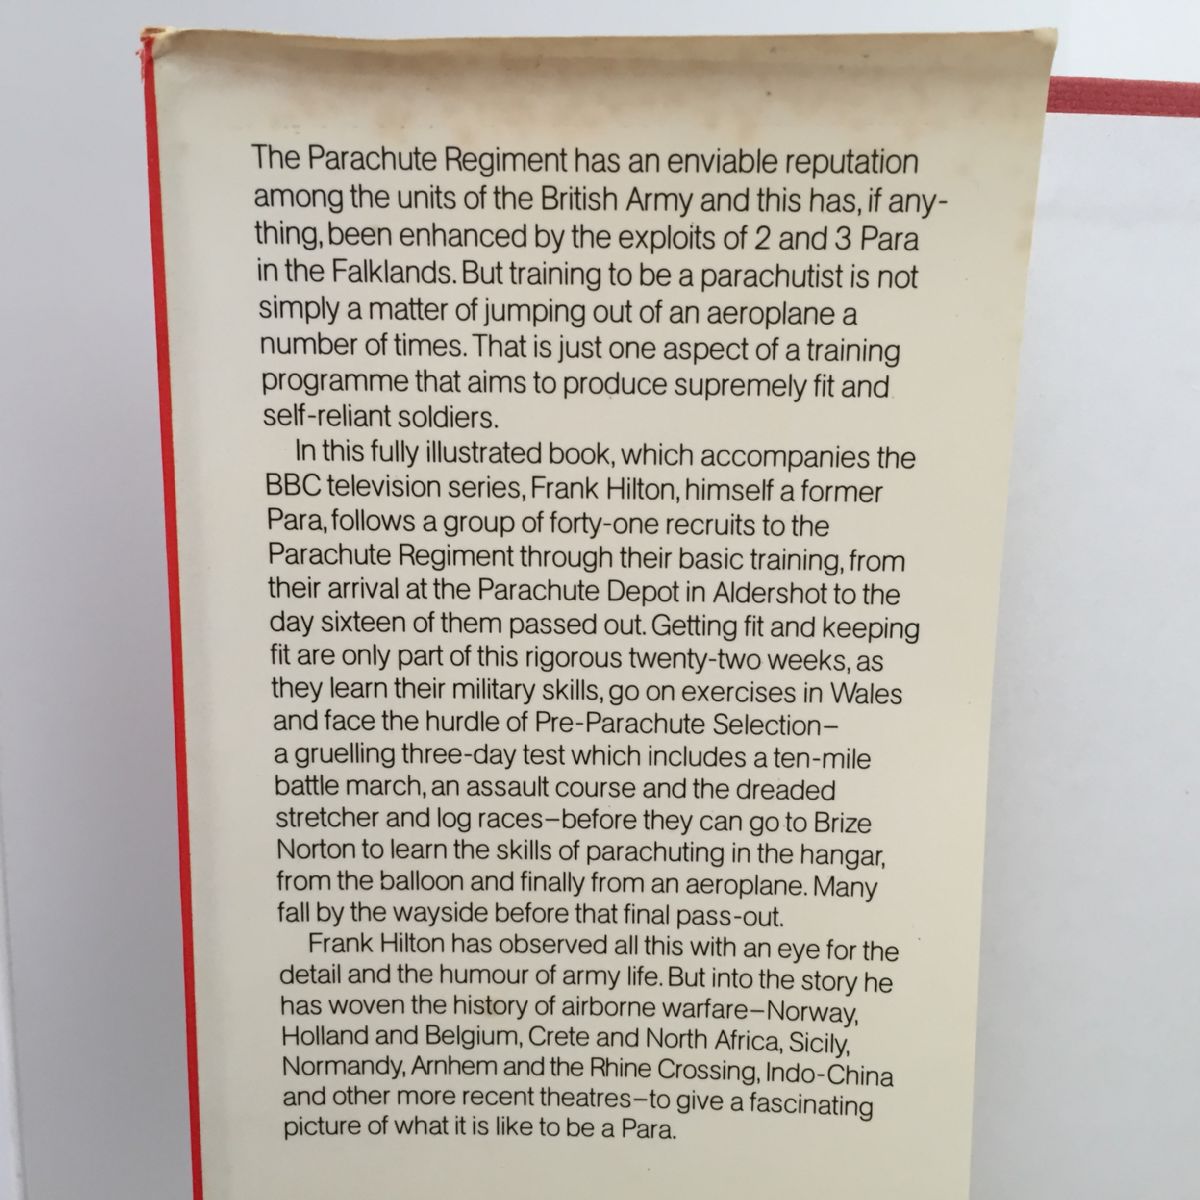 The Parachute Regiment has an enviable reputation
among the units of the British Army and this has, if any-
thing, been enhanced by the exploits of 2 and 3 Para
in the Falklands. But training to be a parachutist is not
simply a matter of jumping out of an aeroplane a
number of times. That is just one aspect of a training
programme that aims to produce supremely fit and
self-reliant soldiers.
In this fully illustrated book, which accompanies the
BBC television series, Frank Hilton, himself a former
Para, follows a group of forty-one recruits to the
Parachute Regiment through their basic training, from
their arrival at the Parachute Depot in Aldershot to the
day sixteen of them passed out. Getting fit and keeping
fit are only part of this rigorous twenty-two weeks, as
they learn their military skills, go on exercises in Wales
and face the hurdle of Pre-Parachute Selection–
a gruelling three-day test which includes a ten-mile
battle march, an assault course and the dreaded
stretcher and log races–before they can go to Brize
Norton to learn the skills of parachuting in the hangar,
from the balloon and finally from an aeroplane. Many
fall by the wayside before that final pass-out.
Frank Hilton has observed all this with an eye for the
detail and the humour of army life. But into the story he
has woven the history of airborne warfare–Norway,
Holland and Belgium, Crete and North Africa, Sicily,
Normandy, Arnhem and the Rhine Crossing, Indo-China
and other more recent theatres–to give a fascinating
picture of what it is like to be a Para.